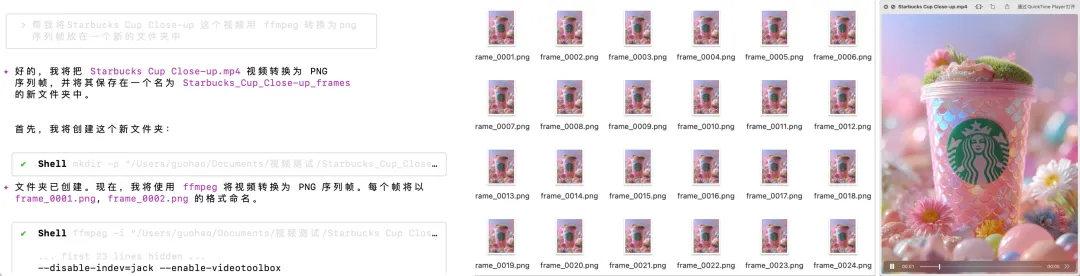 > 帮我将Starbucks Cup Close-up 这个视频用 ffmpeg 转换为png
序列帧放在一个新的文件夹中
✦ 好的，我将把 Starbucks Cup Close-up.mp4 视频转换为 PNG
序列帧，并将其保存在一个名为 Starbucks_Cup_Close-up_frames
的新文件夹中。
首先，我将创建这个新文件夹：
✔ Shell mkdir -p "/Users/guohao/Documents/视频测试/Starbucks_Cup_Close…
✦ 文件夹已创建。现在，我将使用 ffmpeg 将视频转换为 PNG 序列帧。每个帧将以
frame_0001.png, frame_0002.png 的格式命名。
✔ Shell ffmpeg -i "/Users/guohao/Documents/视频测试/Starbucks Cup Clos…
... first 23 lines hidden ...
--disable-indev=jack --enable-videotoolbox
rame_0001.png frame_0002.png frame_0003.png frame_0004.png frame_0005.png frame_0006.png
rame_0007.png frame_0008.png frame_0009.png frame_0010.png frame_0011.png frame_0012.png
rame_0013.png frame_0014.png frame_0015.png frame_0016.png frame_0017.png frame_0018.png
rame_0019.png frame_0020.png frame_0021.png frame_0022.png frame_0023.png frame_0024.png
Starbucks Cup Close-up.mp4
通过QuickTime Player打开
00:01
00:05